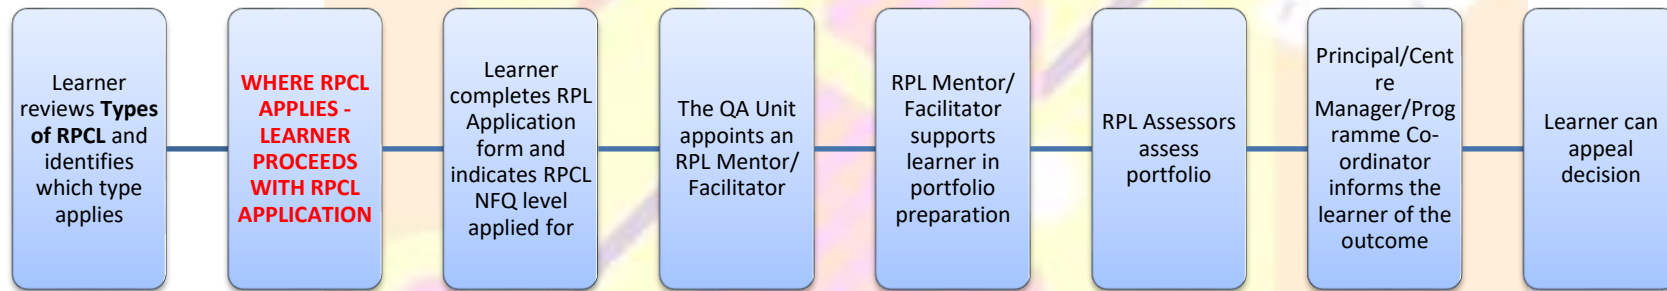 Learner
reviews Types
of RPCL and
identifies
which type
applies
WHERE RPCL
APPLIES -
LEARNER
PROCEEDS
WITH RPCL
APPLICATION
Learner
completes RPL
Application
form and
indicates RPCL
NFQ level
applied for
The QA Unit
appoints an
RPL Mentor/
Facilitator
RPL Mentor/
Facilitator
supports
learner in
portfolio
preparation
RPL Assessors
assess
portfolio
Principal/Cent
re
Manager/Prog
ramme Co-
ordinator
informs the
learner of the
outcome
Learner can
appeal
decision